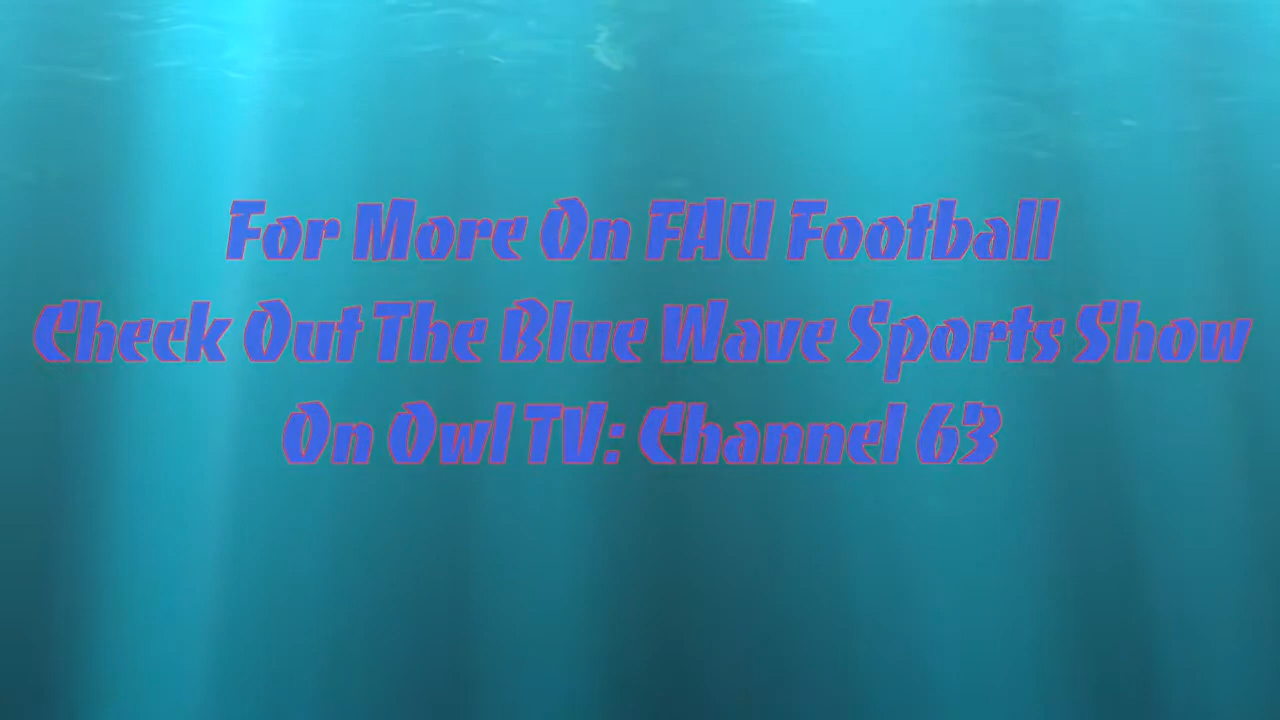 For More On FAU Football
Check Out The Blue Wave Sports Show
On Owl TV: Channel 63